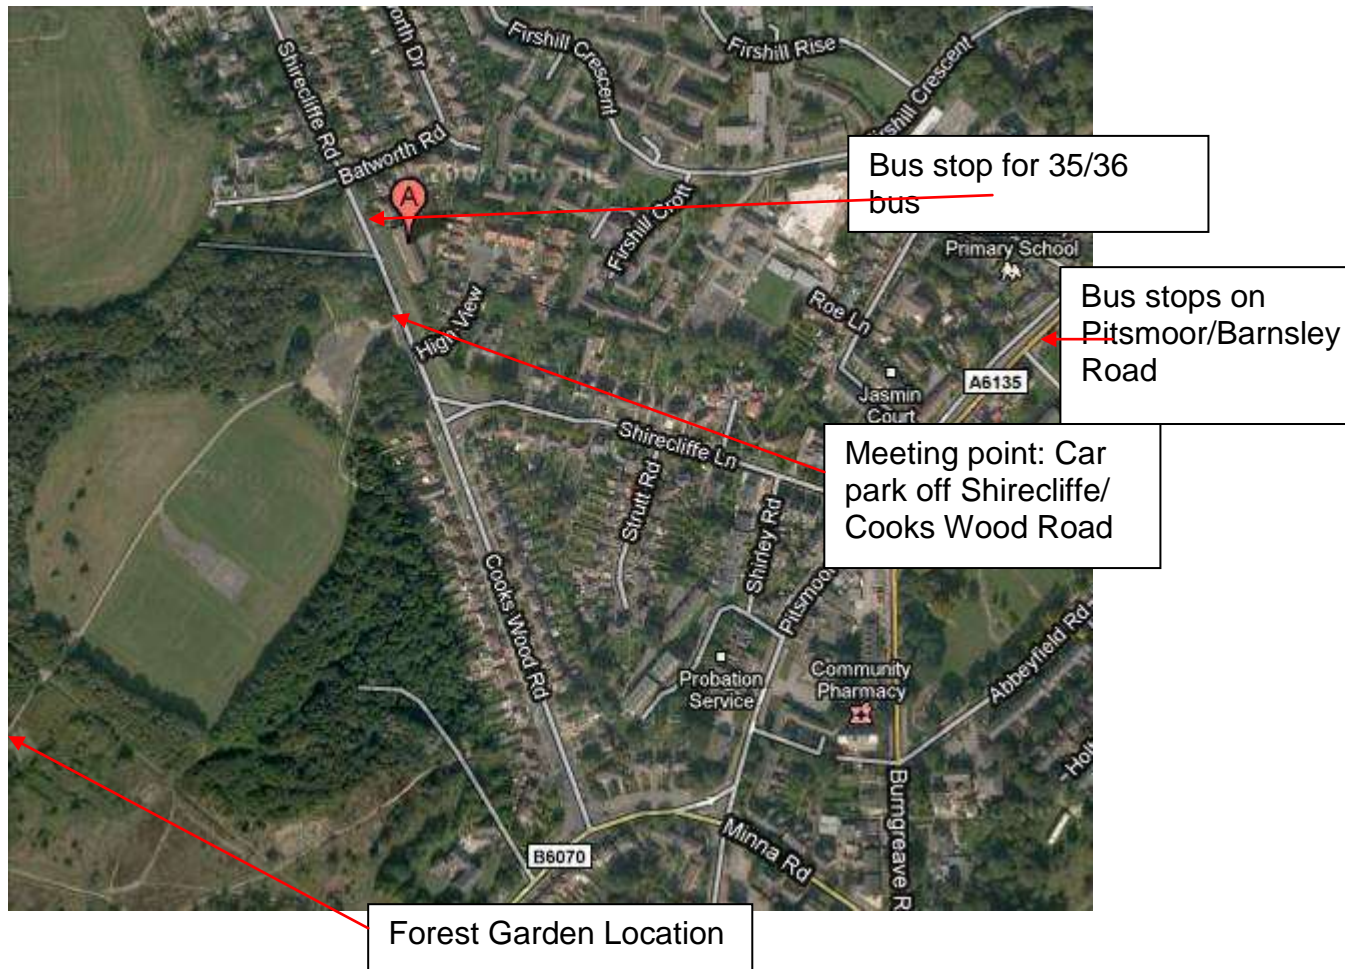 Firshill Crescent
Firshill Rise
orth Dr
Shirecliffe Rd
Firshill Crescent
Bus stop for 35/36
bus
Batworth Rd
A
Firshill Croft
Primary School
Bus stops on
Pitsmoor/Barnsley
Road
Roe Ln
High View
A6135
Jasmin
Court
Shirecliffe Ln
Meeting point: Car
park off Shirecliffe/
Cooks Wood Road
Strutt Rd
Shirley Rd
Cooks Wood Rd
Pitsmoor
Probation
Service
Community
Pharmacy
Abbeyfield Rd
Holl
Burngreave R
Minna Rd
B6070
Forest Garden Location